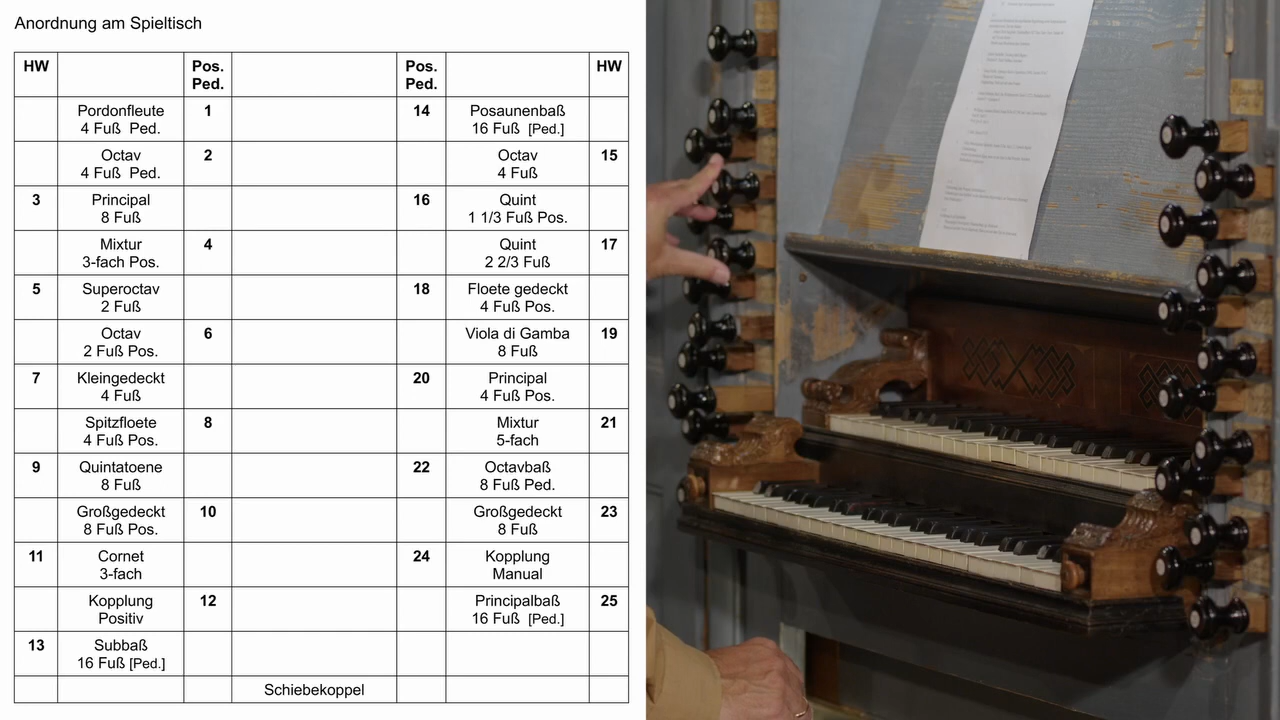 Anordnung am Spieltisch
HW Pos. Pos. HW
Ped. Ped.
Pordonfleute 1 14 Posaunenbaß
4 Fuß Ped. 16 Fuß [Ped.]
Octav 2 Octav 15
4 Fuß Ped. 4 Fuß
3 Principal 16 Quint
8 Fuß 1 1/3 Fuß Pos.
Mixtur 4 Quint 17
3-fach Pos. 2 2/3 Fuß
5 Superoctav 18 Floete gedeckt
2 Fuß 4 Fuß Pos.
Octav 6 Viola di Gamba 19
2 Fuß Pos. 8 Fuß
7 Kleingedeckt 20 Principal
4 Fuß 4 Fuß Pos.
Spitzfloete 8 Mixtur 21
4 Fuß Pos. 5-fach
9 Quintatoene 22 Octavbaß
8 Fuß 8 Fuß Ped.
Großgedeckt 10 Großgedeckt 23
8 Fuß Pos. 8 Fuß
11 Cornet 24 Kopplung
3-fach Manual
Kopplung 12 Principalbaß 25
Positiv 16 Fuß [Ped.]
13 Subbaß
16 Fuß [Ped.]
Schiebekoppel